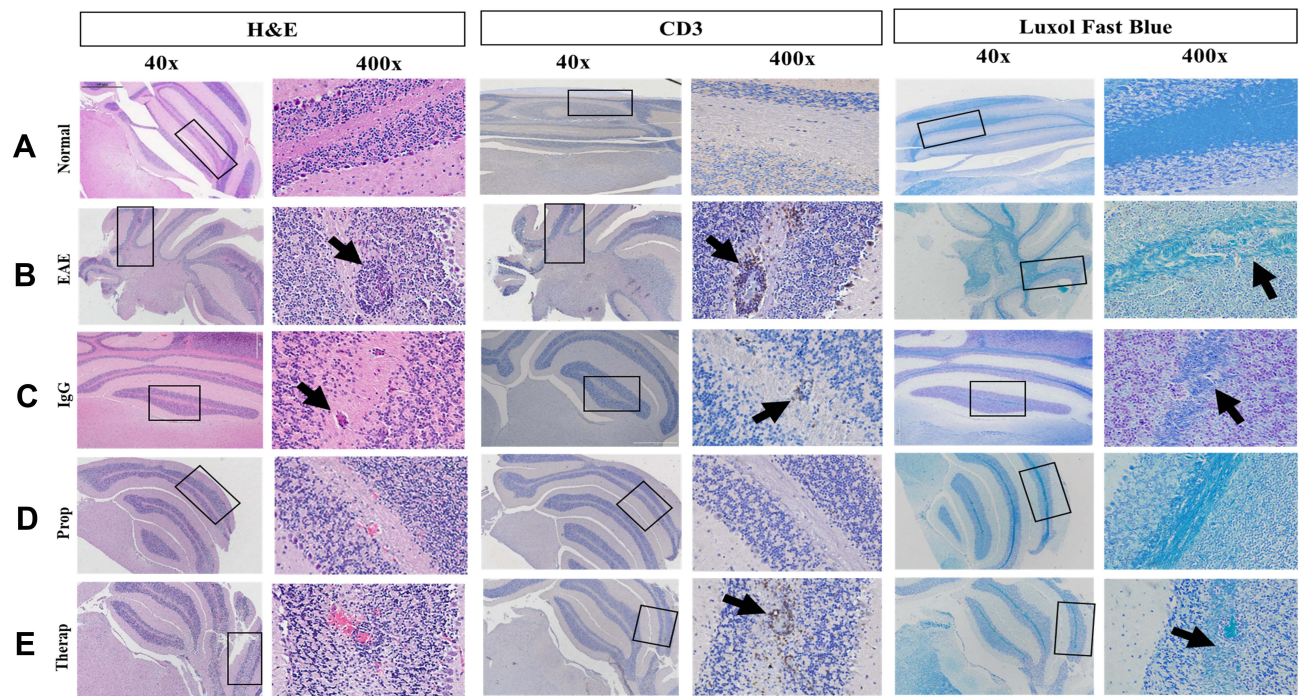 H&E CD3 Luxol Fast Blue
40x 400x 40x 400x 40x 400x
A Normal
B EAE
C IgG
D Prop
E Therap